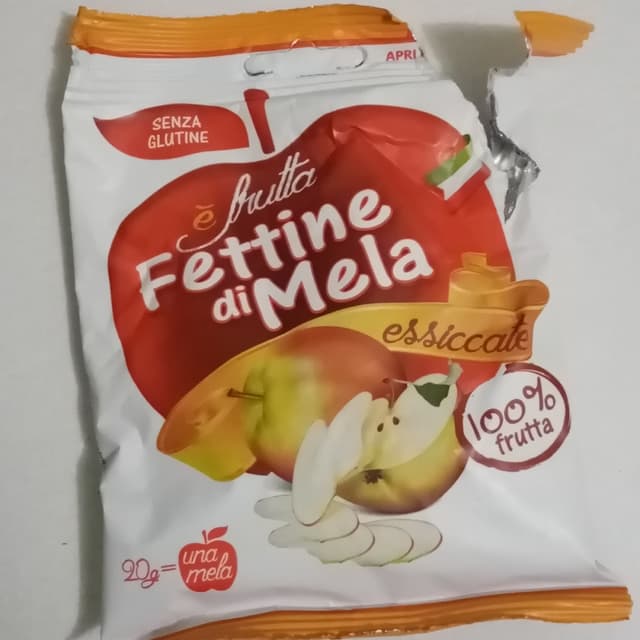 APRI
SENZA
GLUTINE
è frutta
Fettine
di Mela
essiccate
100%
frutta
20g=
una
mela